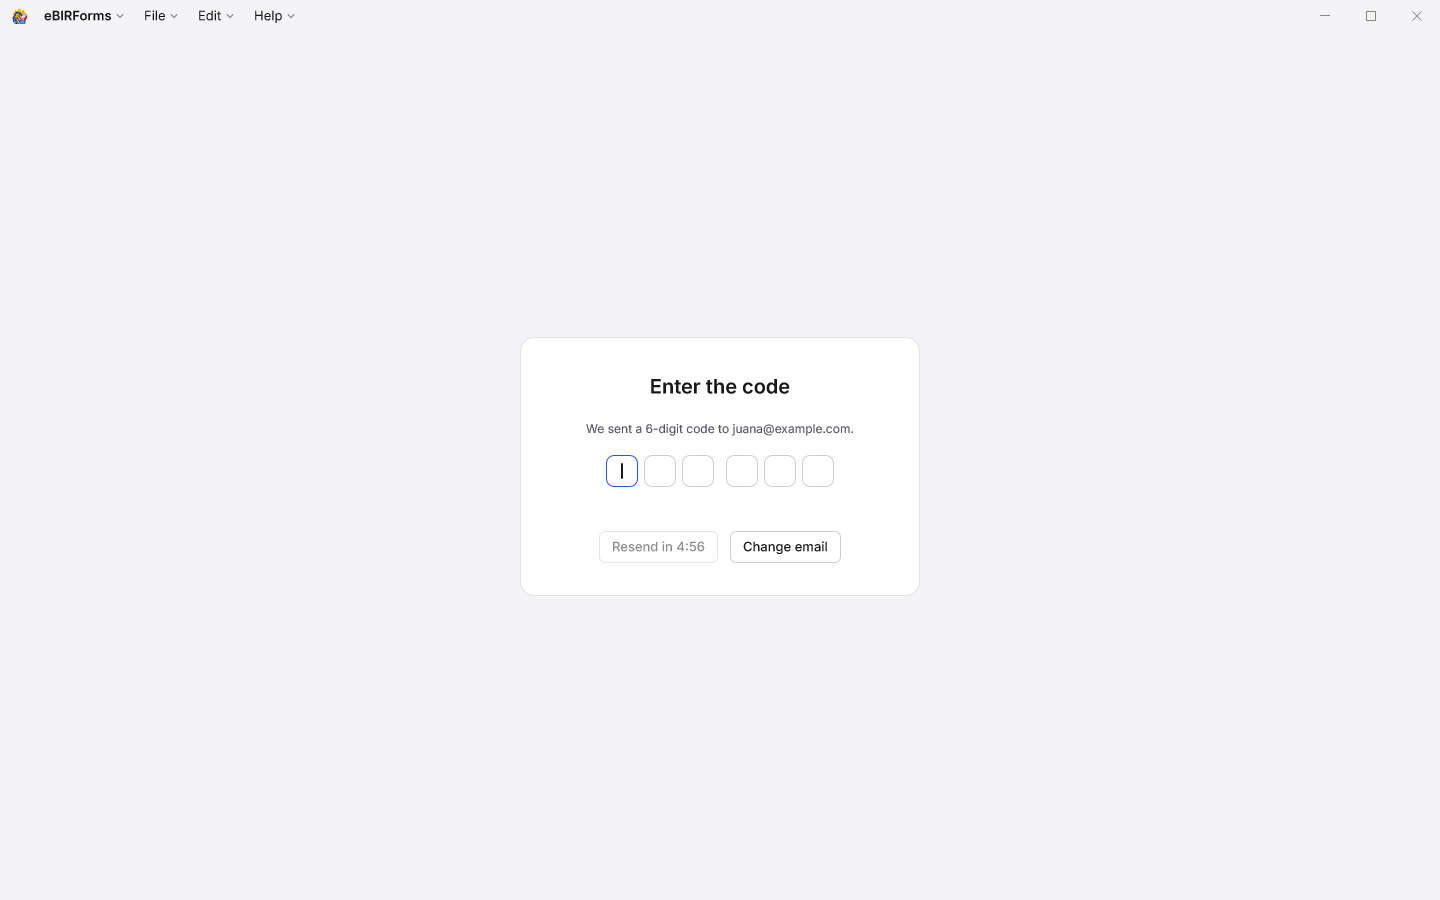 eBIRForms File Edit Help
Enter the code
We sent a 6-digit code to juana@example.com.
Resend in 4:56 Change email